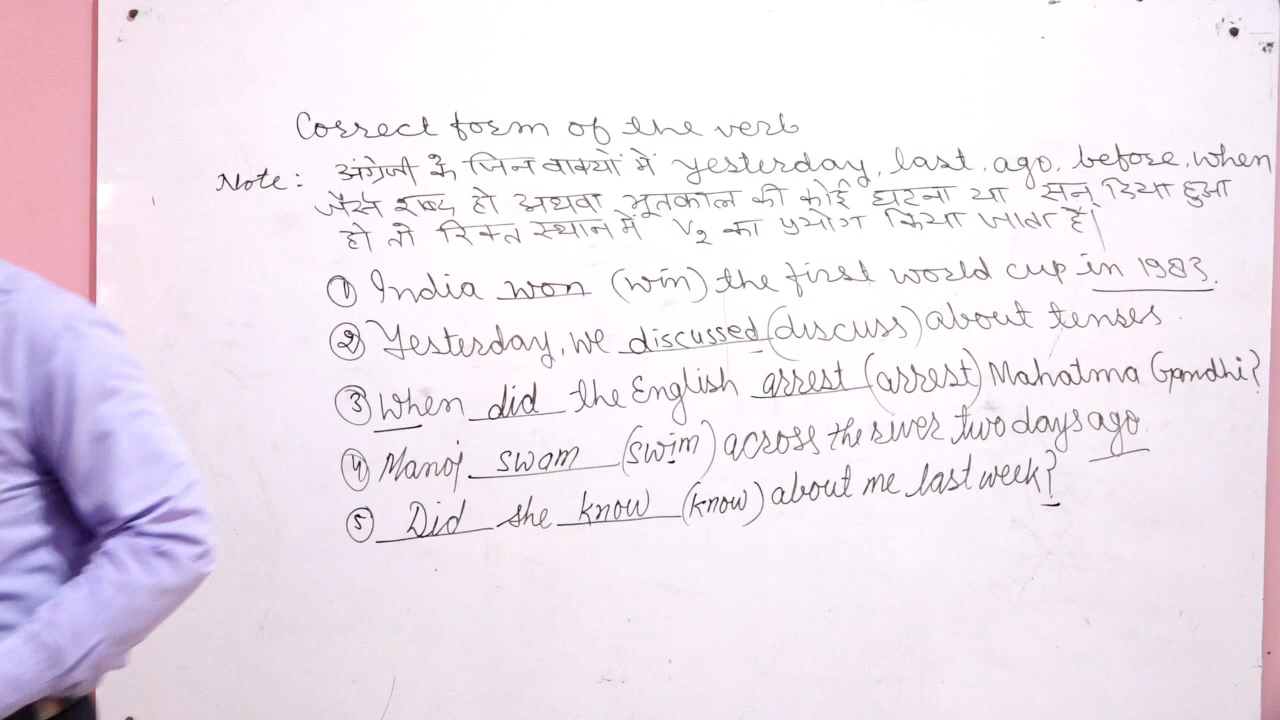 Correct form of the verb
Note: अंग्रेजी के जिन वाक्यों में yesterday, last, ago, before, when
जैसे शब्द हो अथवा भूतकाल की कोई घटना या सन् दिया हुआ
हो तो रिक्त स्थान में V2 का प्रयोग किया जाता है।
① India won (win) the first world cup in 1983.
② Yesterday, we discussed (discuss) about tenses.
③ When did the English arrest (arrest) Mahatma Gandhi?
④ Manoj swam (swim) across the river two days ago.
⑤ Did she know (know) about me last week?